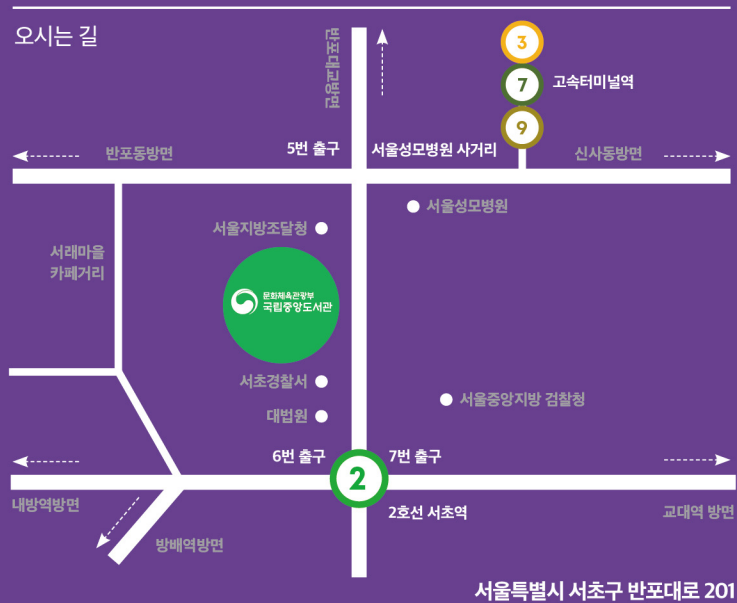 오시는 길
반포대교방면
3
7
고속터미널역
9
반포동방면
5번 출구
서울성모병원 사거리
신사동방면
서울성모병원
서울지방조달청
서래마을
카페거리
문화체육관광부
국립중앙도서관
서초경찰서
대법원
서울중앙지방 검찰청
6번 출구
7번 출구
2
내방역방면
2호선 서초역
교대역 방면
방배역방면
서울특별시 서초구 반포대로 201